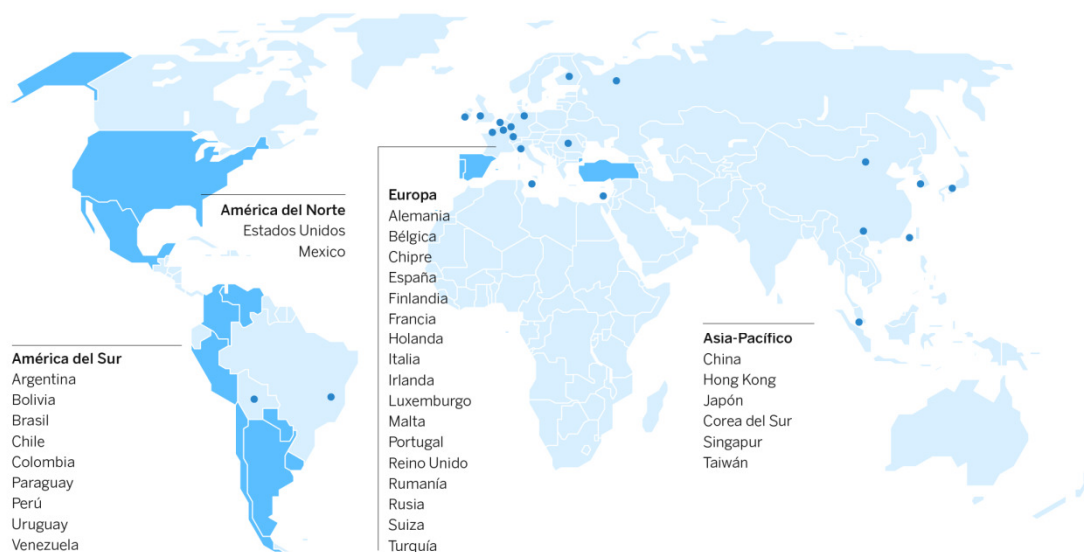 América del Norte
Estados Unidos
Mexico
América del Sur
Argentina
Bolivia
Brasil
Chile
Colombia
Paraguay
Perú
Uruguay
Venezuela
Europa
Alemania
Bélgica
Chipre
España
Finlandia
Francia
Holanda
Italia
Irlanda
Luxemburgo
Malta
Portugal
Reino Unido
Rumanía
Rusia
Suiza
Turquía
Asia-Pacífico
China
Hong Kong
Japón
Corea del Sur
Singapur
Taiwán